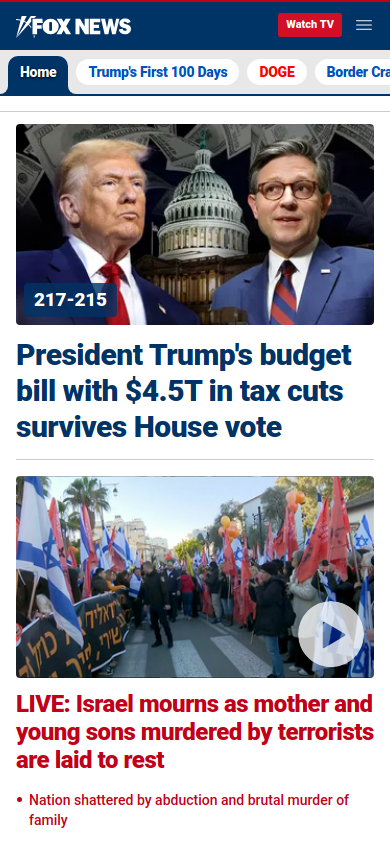 FOX NEWS
Watch TV
Home
Trump's First 100 Days
DOGE
Border Cra
217-215
President Trump's budget
bill with $4.5T in tax cuts
survives House vote
LIVE: Israel mourns as mother and
young sons murdered by terrorists
are laid to rest
• Nation shattered by abduction and brutal murder of
family